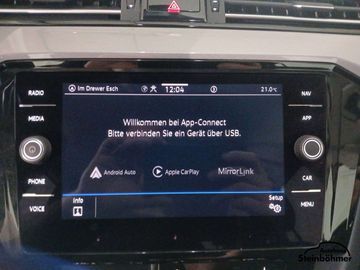 Im Drewer Esch
12:04
21.0°C
RADIO
NAV
MEDIA
APP
Willkommen bei App-Connect
Bitte verbinden Sie ein Gerät über USB.
Android Auto
Apple CarPlay
MirrorLink
PHONE
CAR
VOICE
MENU
Info
Setup
Steinböhmer